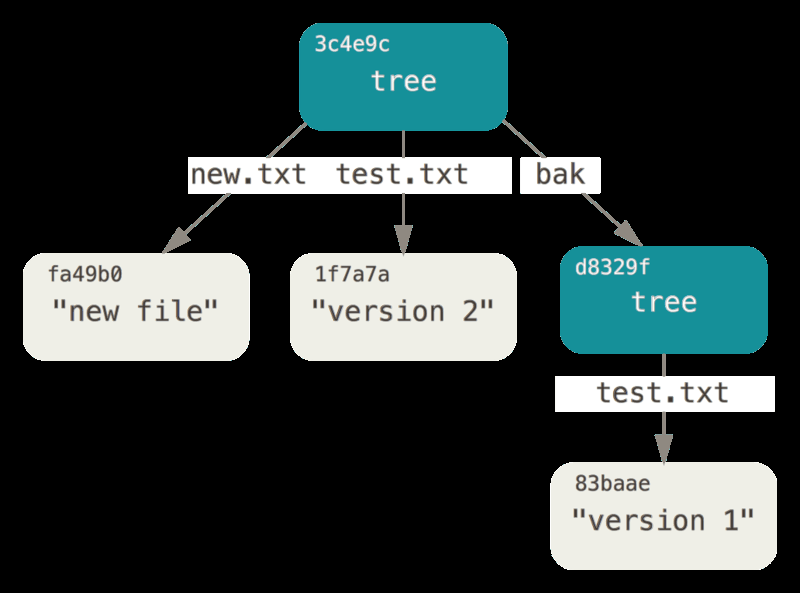 3c4e9c
tree
new.txt
test.txt
bak
fa49b0
"new file"
1f7a7a
"version 2"
d8329f
tree
test.txt
83baae
"version 1"